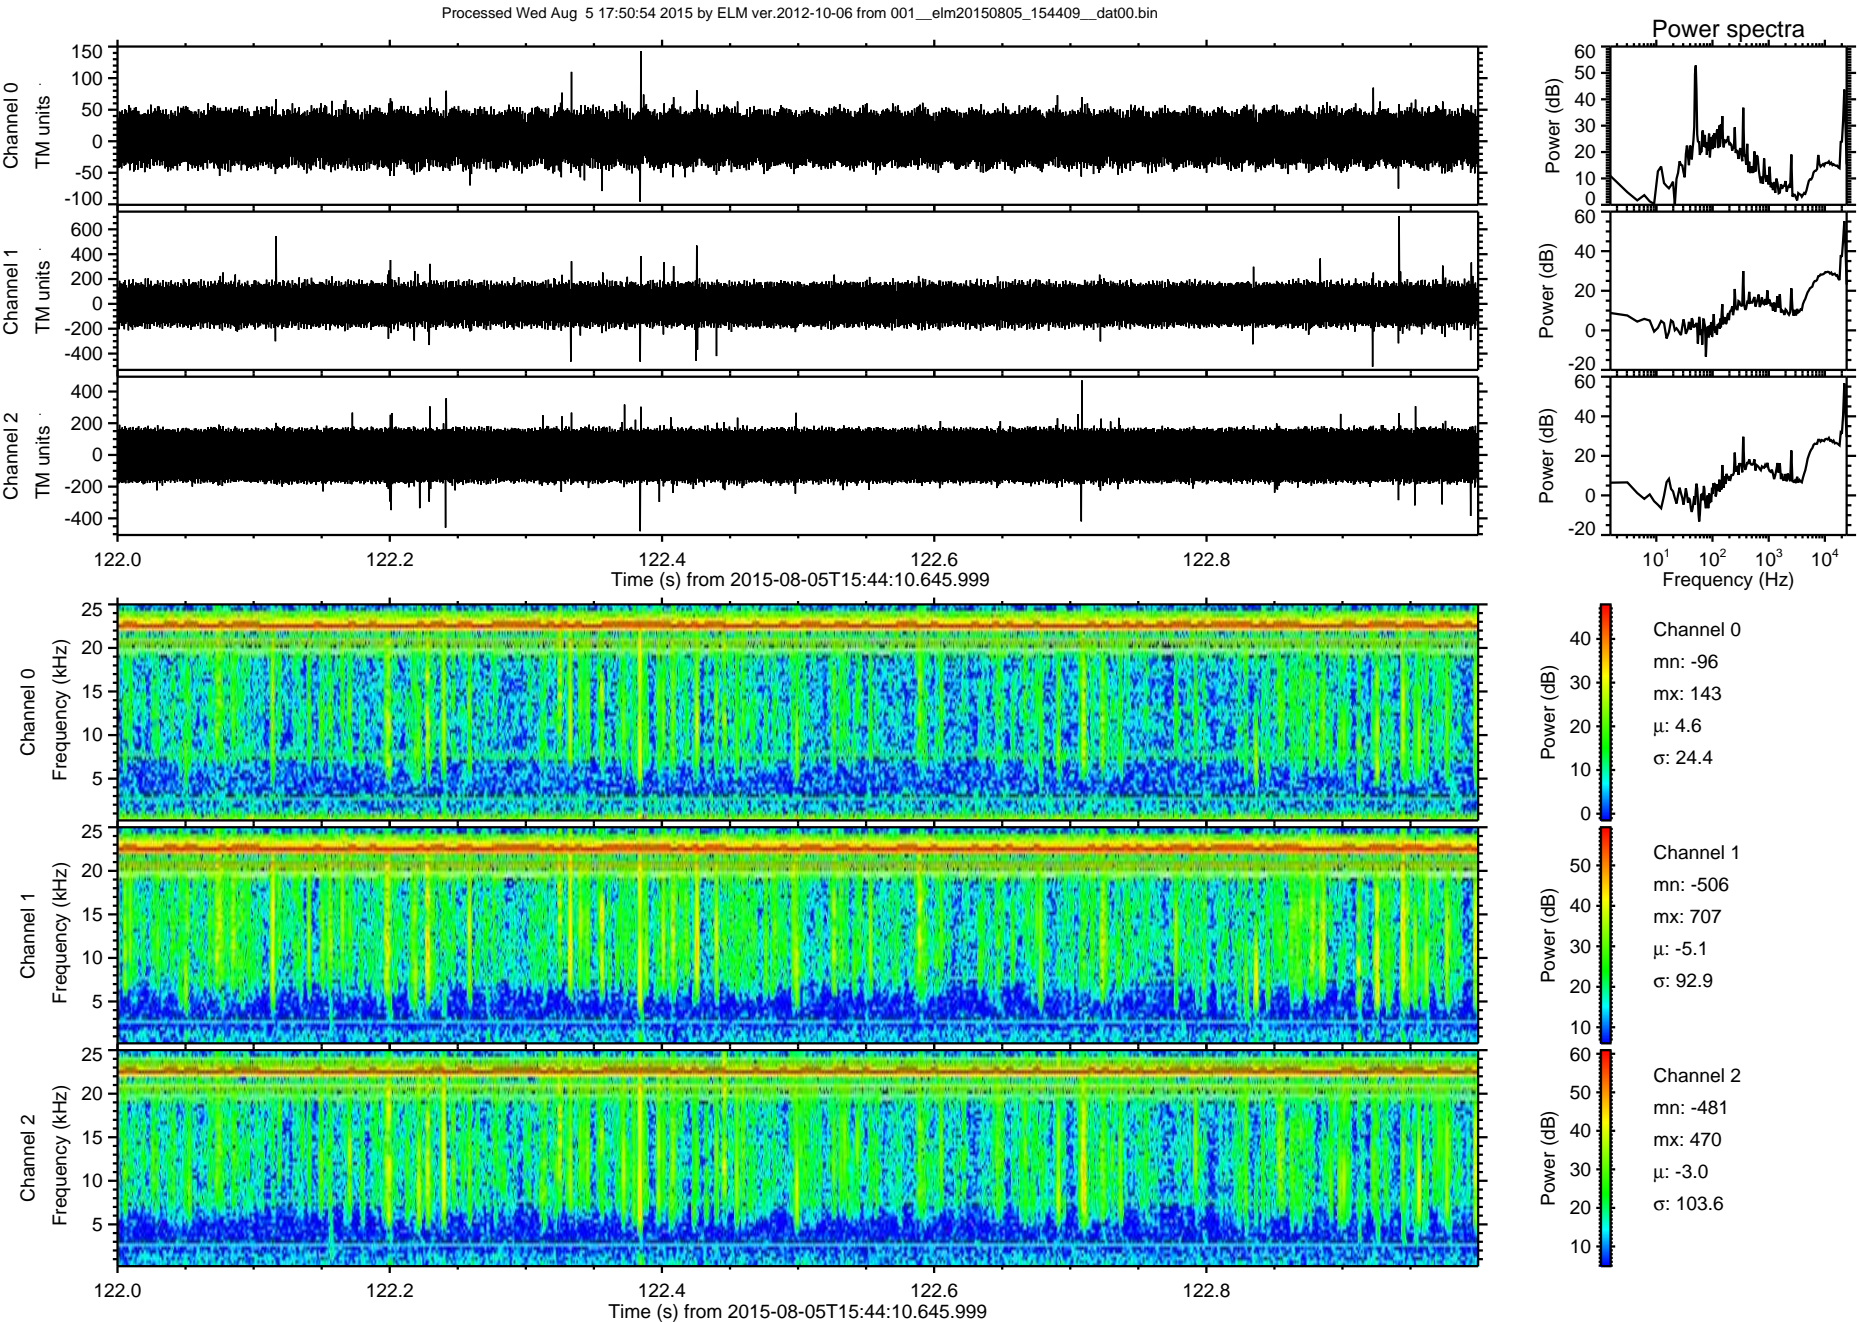 Processed Wed Aug  5 17:50:54 2015 by ELM ver.2012-10-06 from 001__elm20150805_154409__dat00.bin
Power spectra
Channel 0
TM units
150
100
50
0
-50
-100
Power (dB)
60
50
40
30
20
10
0
Channel 1
TM units
600
400
200
0
-200
-400
Power (dB)
60
40
20
0
-20
Channel 2
TM units
400
200
0
-200
-400
Power (dB)
60
40
20
0
-20
122.0 122.2 122.4 122.6 122.8
Time (s) from 2015-08-05T15:44:10.645.999
10¹ 10² 10³ 10⁴
Frequency (Hz)
Channel 0
Frequency (kHz)
25
20
15
10
5
Power (dB)
40
30
20
10
0
Channel 0
mn: -96
mx: 143
μ: 4.6
σ: 24.4
Channel 1
Frequency (kHz)
25
20
15
10
5
Power (dB)
50
40
30
20
10
Channel 1
mn: -506
mx: 707
μ: -5.1
σ: 92.9
Channel 2
Frequency (kHz)
25
20
15
10
5
Power (dB)
60
50
40
30
20
10
Channel 2
mn: -481
mx: 470
μ: -3.0
σ: 103.6
122.0 122.2 122.4 122.6 122.8
Time (s) from 2015-08-05T15:44:10.645.999